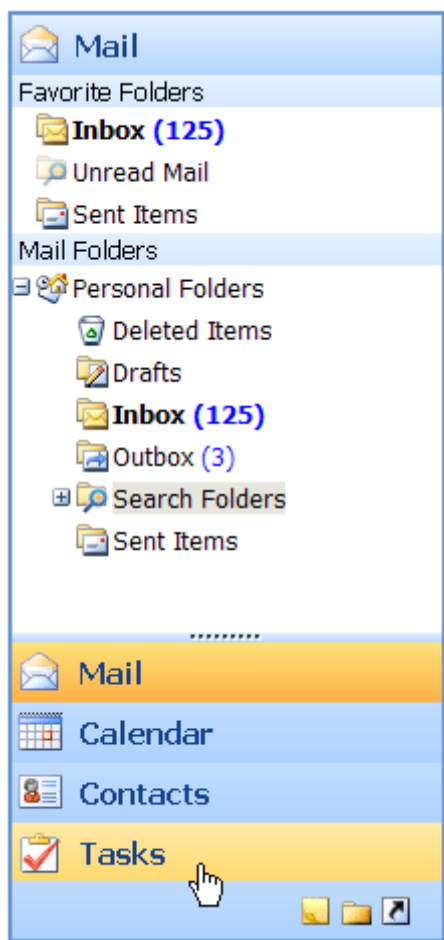 Mail
Favorite Folders
Inbox (125)
Unread Mail
Sent Items
Mail Folders
Personal Folders
Deleted Items
Drafts
Inbox (125)
Outbox (3)
Search Folders
Sent Items
Mail
Calendar
Contacts
Tasks